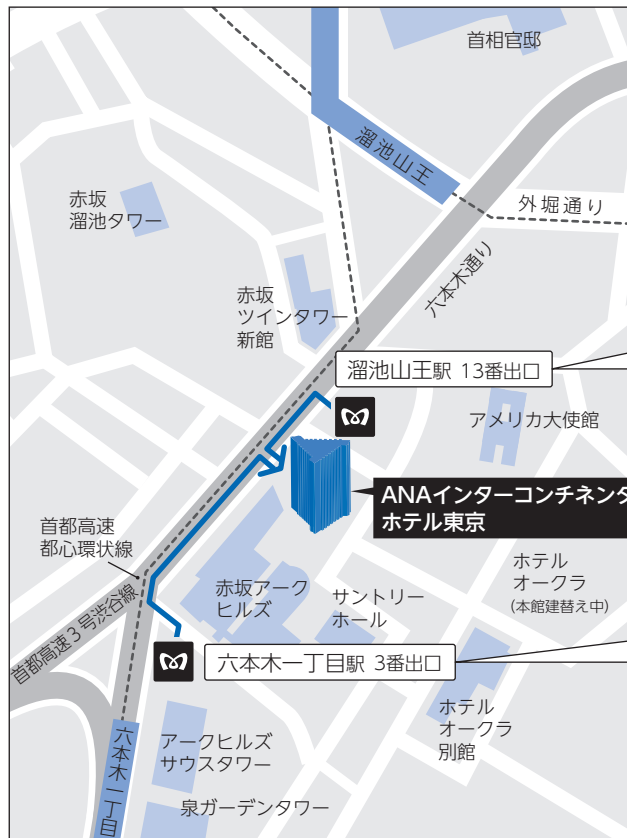 首相官邸
溜池山王
外堀通り
赤坂
溜池タワー
六本木通り
赤坂
ツインタワー
新館
溜池山王駅 13番出口
アメリカ大使館
ANAインターコンチネンタ
ホテル東京
首都高速
都心環状線
ホテル
オークラ
(本館建替え中)
赤坂アーク
ヒルズ
サントリー
ホール
首都高速3号渋谷線
六本木一丁目駅 3番出口
ホテル
オークラ
別館
六本木一丁目
アークヒルズ
サウスタワー
泉ガーデンタワー